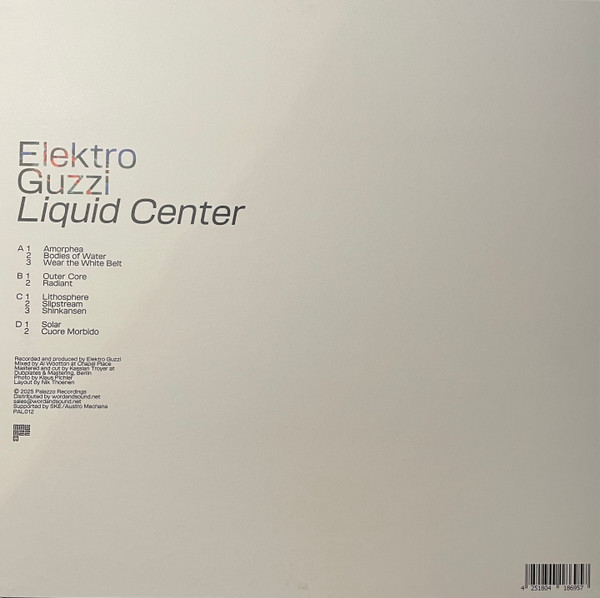 Elektro
Guzzi
Liquid Center
A 1 Amorphea
2 Bodies of Water
3 Wear the White Belt
B 1 Outer Core
2 Radiant
C 1 Lithosphere
2 Slipstream
3 Shinkansen
D 1 Solar
2 Cuore Morbido
Recorded and produced by Elektro Guzzi
Mixed by Al Wootton at Chapel Place
Mastered and cut by Kassian Troyer at
Dubplates & Mastering, Berlin
Photo by Klaus Pichler
Layout by Nik Thoenen
© 2025 Palazzo Recordings
Distributed by wordandsound.net
sales@wordandsound.net
Supported by SKE/Austro Mechana
PAL012
4 251804 186957